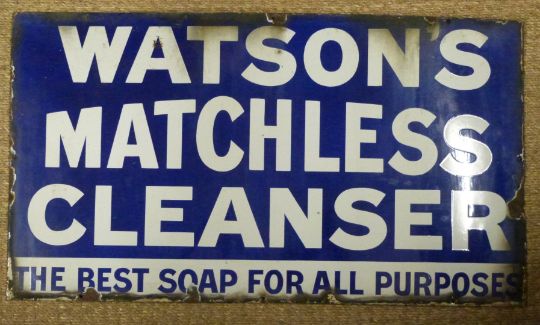 WATSON'S
MATCHLESS
CLEANSER
THE BEST SOAP FOR ALL PURPOSES